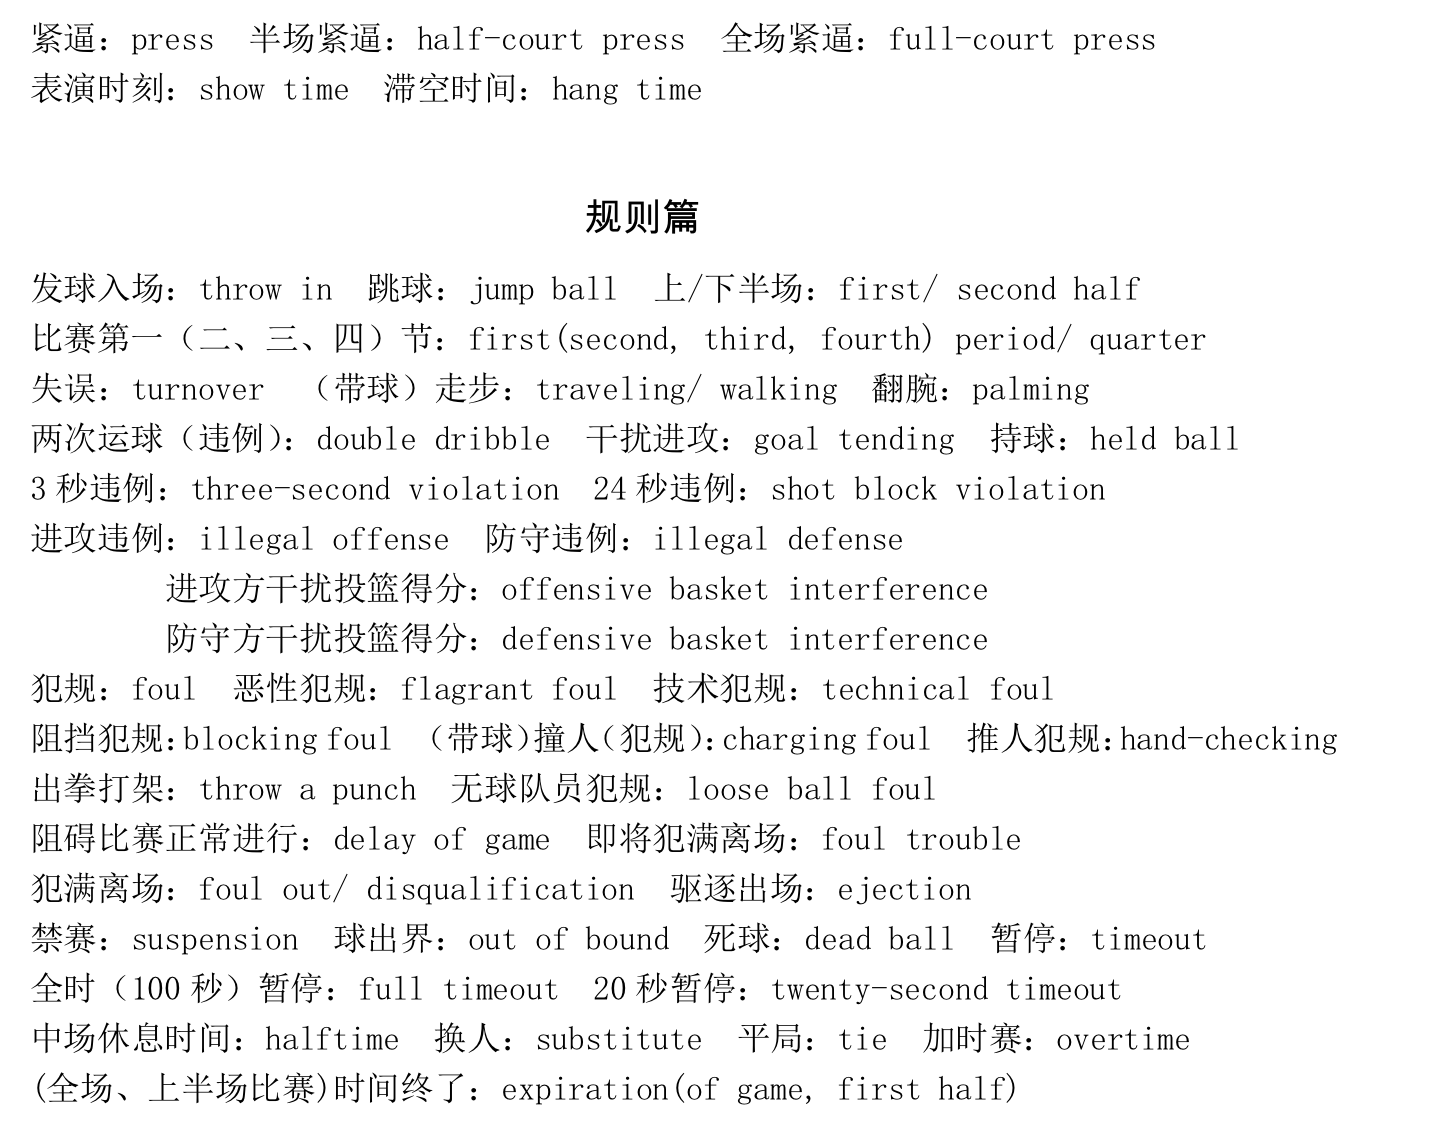 紧逼：press　半场紧逼：half-court press　全场紧逼：full-court press
表演时刻：show time　滞空时间：hang time
规则篇
发球入场：throw in　跳球：jump ball　上/下半场：first/ second half
比赛第一（二、三、四）节：first(second, third, fourth) period/ quarter
失误：turnover　（带球）走步：traveling/ walking　翻腕：palming
两次运球（违例）：double dribble　干扰进攻：goal tending　持球：held ball
3 秒违例：three-second violation　24 秒违例：shot block violation
进攻违例：illegal offense　防守违例：illegal defense
进攻方干扰投篮得分：offensive basket interference
防守方干扰投篮得分：defensive basket interference
犯规：foul　恶性犯规：flagrant foul　技术犯规：technical foul
阻挡犯规：blocking foul　（带球）撞人（犯规）：charging foul　推人犯规：hand-checking
出拳打架：throw a punch　无球队员犯规：loose ball foul
阻碍比赛正常进行：delay of game　即将犯满离场：foul trouble
犯满离场：foul out/ disqualification　驱逐出场：ejection
禁赛：suspension　球出界：out of bound　死球：dead ball　暂停：timeout
全时（100 秒）暂停：full timeout　20 秒暂停：twenty-second timeout
中场休息时间：halftime　换人：substitute　平局：tie　加时赛：overtime
(全场、上半场比赛)时间终了：expiration(of game, first half)